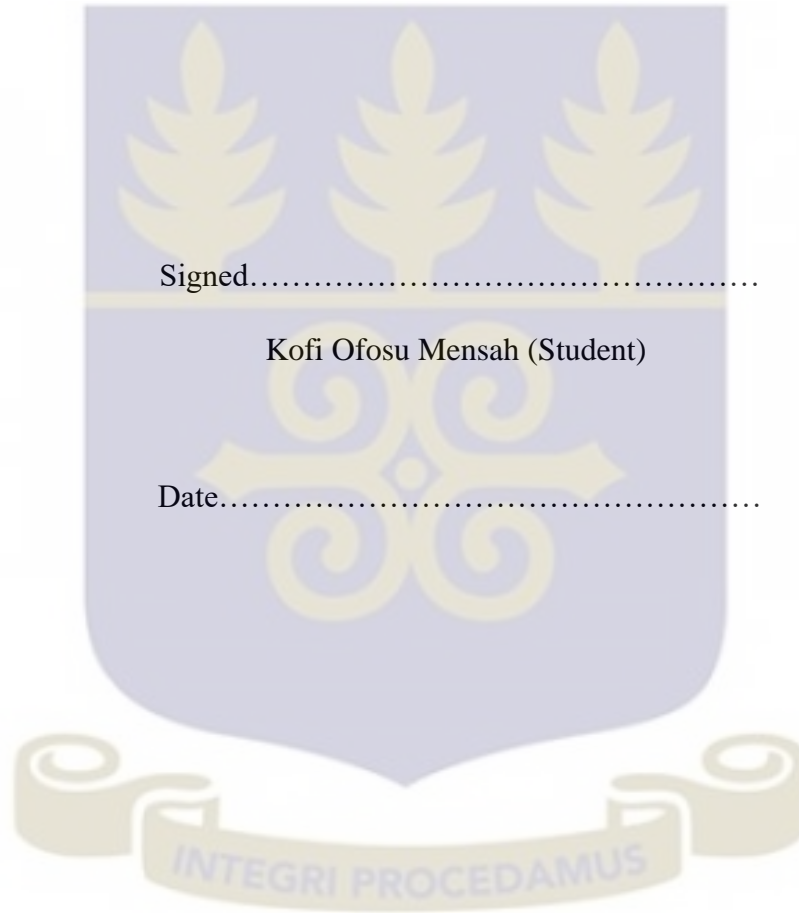 Signed…………………………………………
Kofi Ofosu Mensah (Student)
Date……………………………………………
INTEGRI PROCEDAMUS